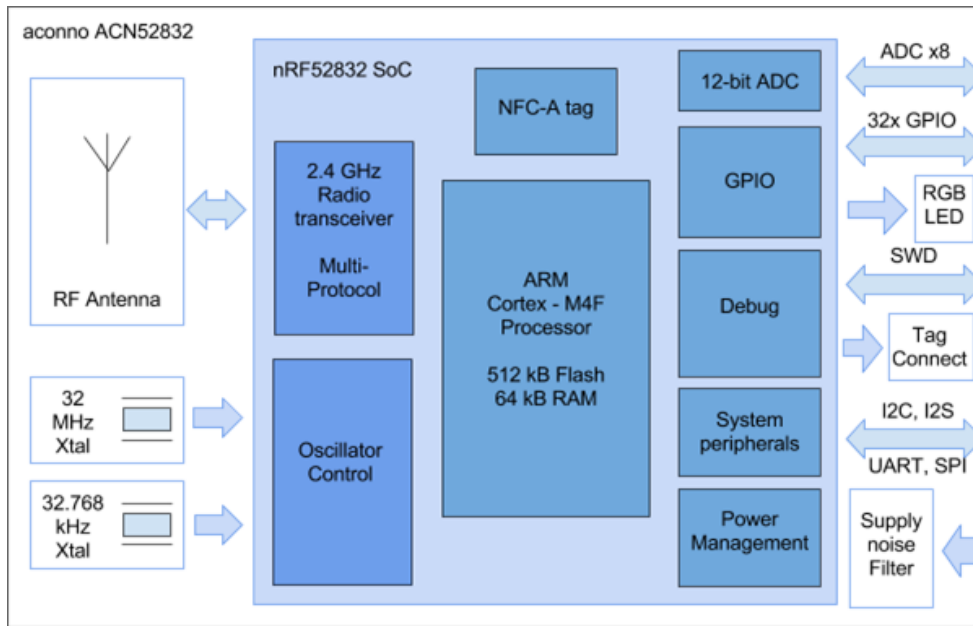 aconno ACN52832
RF Antenna
32
MHz
Xtal
32.768
kHz
Xtal
nRF52832 SoC
2.4 GHz
Radio
transceiver
Multi-
Protocol
Oscillator
Control
NFC-A tag
ARM
Cortex - M4F
Processor
512 kB Flash
64 kB RAM
12-bit ADC
GPIO
Debug
System
peripherals
Power
Management
ADC x8
32x GPIO
RGB
LED
SWD
Tag
Connect
I2C, I2S
UART, SPI
Supply
noise
Filter